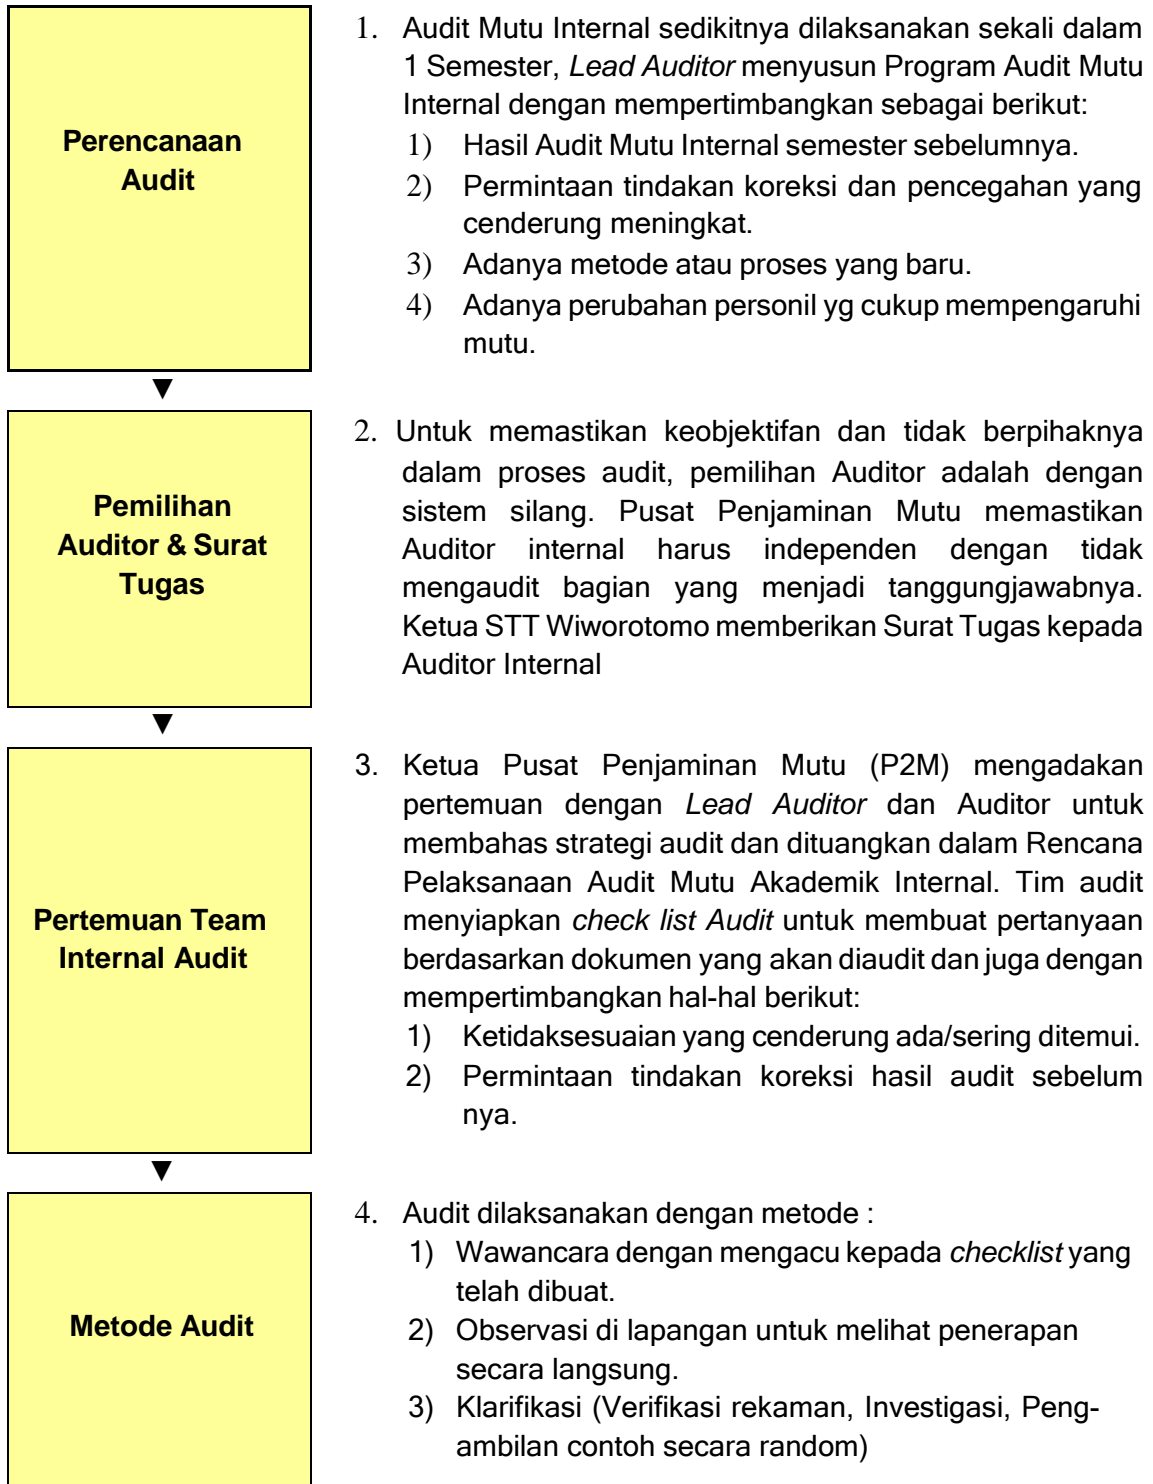 Perencanaan
Audit
1. Audit Mutu Internal sedikitnya dilaksanakan sekali dalam
1 Semester, Lead Auditor menyusun Program Audit Mutu
Internal dengan mempertimbangkan sebagai berikut:
1) Hasil Audit Mutu Internal semester sebelumnya.
2) Permintaan tindakan koreksi dan pencegahan yang
cenderung meningkat.
3) Adanya metode atau proses yang baru.
4) Adanya perubahan personil yg cukup mempengaruhi
mutu.
▼
Pemilihan
Auditor & Surat
Tugas
2. Untuk memastikan keobjektifan dan tidak berpihaknya
dalam proses audit, pemilihan Auditor adalah dengan
sistem silang. Pusat Penjaminan Mutu memastikan
Auditor internal harus independen dengan tidak
mengaudit bagian yang menjadi tanggungjawabnya.
Ketua STT Wiworotomo memberikan Surat Tugas kepada
Auditor Internal
▼
Pertemuan Team
Internal Audit
3. Ketua Pusat Penjaminan Mutu (P2M) mengadakan
pertemuan dengan Lead Auditor dan Auditor untuk
membahas strategi audit dan dituangkan dalam Rencana
Pelaksanaan Audit Mutu Akademik Internal. Tim audit
menyiapkan check list Audit untuk membuat pertanyaan
berdasarkan dokumen yang akan diaudit dan juga dengan
mempertimbangkan hal-hal berikut:
1) Ketidaksesuaian yang cenderung ada/sering ditemui.
2) Permintaan tindakan koreksi hasil audit sebelum
nya.
▼
Metode Audit
4. Audit dilaksanakan dengan metode :
1) Wawancara dengan mengacu kepada checklist yang
telah dibuat.
2) Observasi di lapangan untuk melihat penerapan
secara langsung.
3) Klarifikasi (Verifikasi rekaman, Investigasi, Peng-
ambilan contoh secara random)